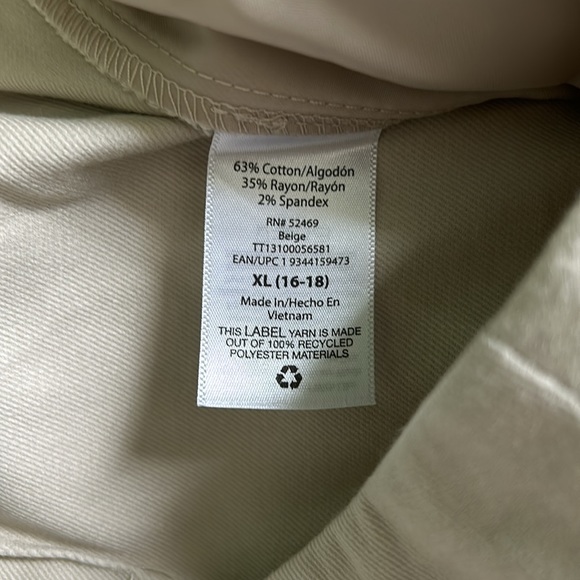 63% Cotton/Algodón
35% Rayon/Rayón
2% Spandex
RN# 52469
Beige
TT13100056581
EAN/UPC 1 9344159473
XL (16-18)
Made In/Hecho En
Vietnam
THIS LABEL YARN IS MADE
OUT OF 100% RECYCLED
POLYESTER MATERIALS